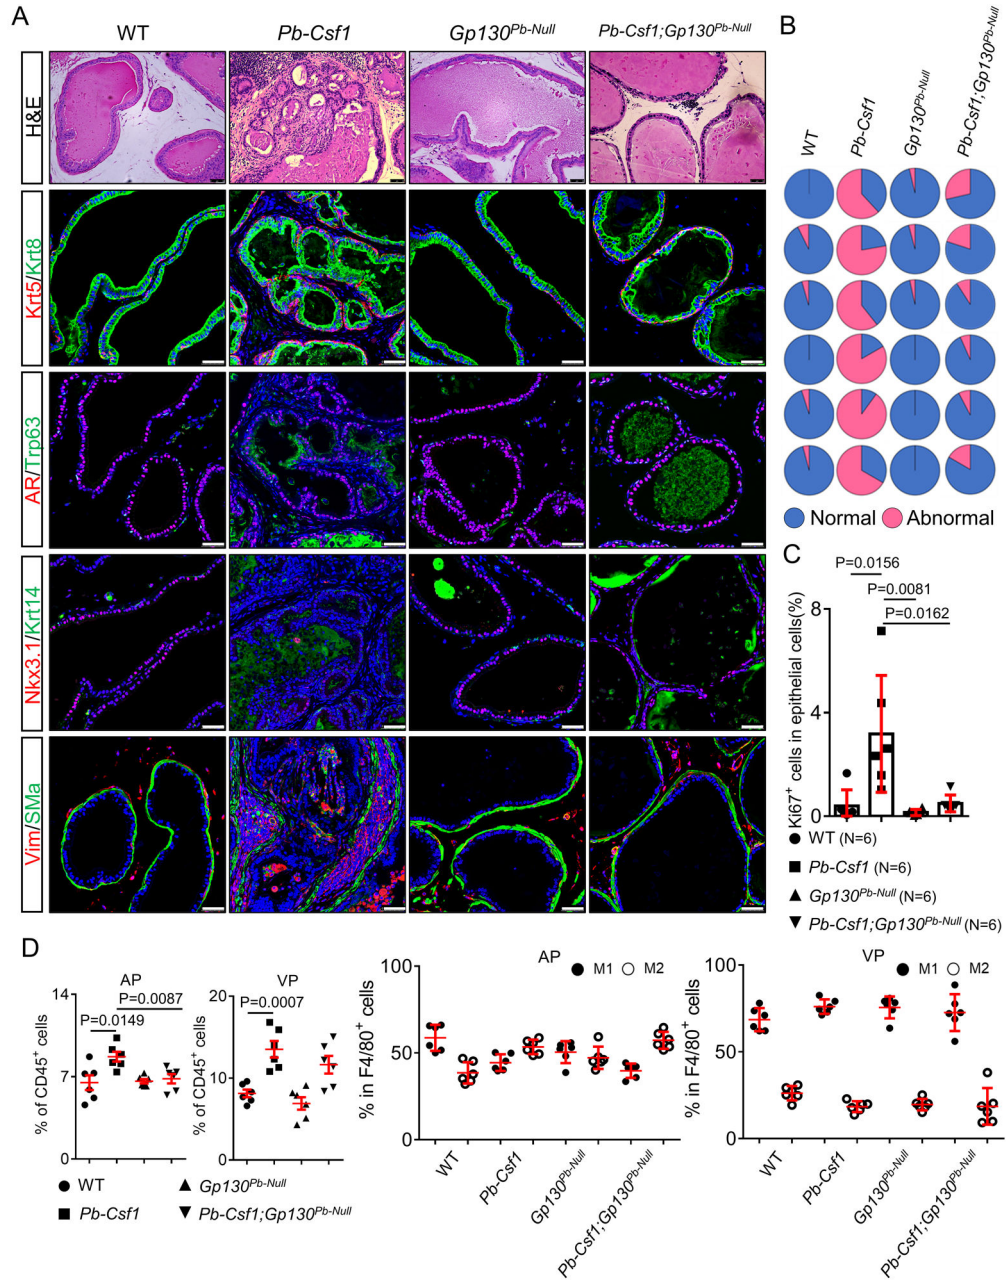 A
WT
Pb-Csf1
Gp130Pb-Null
Pb-Csf1;Gp130Pb-Null
H&E
Krt5/Krt8
AR/Trp63
Nkx3.1/Krt14
Vim/SMa
B
WT
Pb-Csf1
Gp130Pb-Null
Pb-Csf1;Gp130Pb-Null
Normal
Abnormal
C
P=0.0156
P=0.0081
P=0.0162
Ki67+ cells in epithelial cells(%)
8
4
0
WT (N=6)
Pb-Csf1 (N=6)
Gp130Pb-Null (N=6)
Pb-Csf1;Gp130Pb-Null (N=6)
D
AP
P=0.0087
P=0.0149
% of CD45+ cells
14
7
0
VP
P=0.0007
% of CD45+ cells
20
10
0
WT
Pb-Csf1
Gp130Pb-Null
Pb-Csf1;Gp130Pb-Null
AP
M1
M2
% in F4/80+ cells
100
50
0
WT
Pb-Csf1
Gp130Pb-Null
Pb-Csf1;Gp130Pb-Null
VP
M1
M2
% in F4/80+ cells
100
50
0
WT
Pb-Csf1
Gp130Pb-Null
Pb-Csf1;Gp130Pb-Null